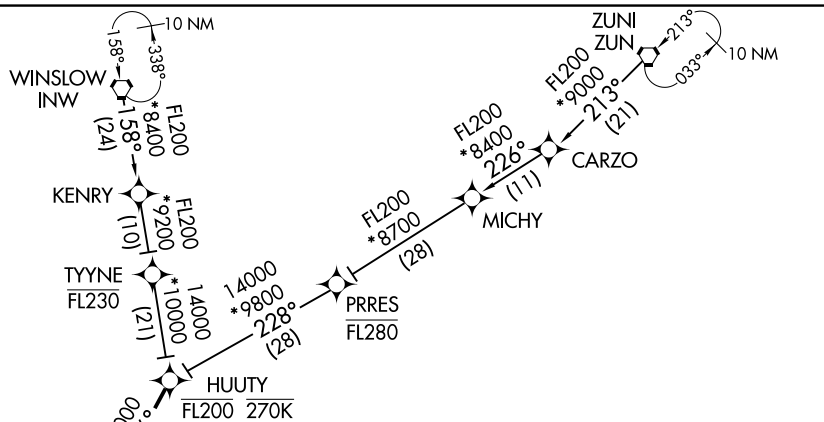 158°
338°
10 NM
WINSLOW
INW
FL200
*8400
158°
(24)
KENRY
FL200
*9200
(10)
TYYNE
FL230
14000
*10000
(21)
ZUNI
ZUN
213°
033°
10 NM
FL200
*9000
213°
(21)
CARZO
FL200
*8400
226°
(11)
MICHY
FL200
*8700
(28)
PRRES
FL280
14000
*9800
228°
(28)
HUUTY
FL200 270K